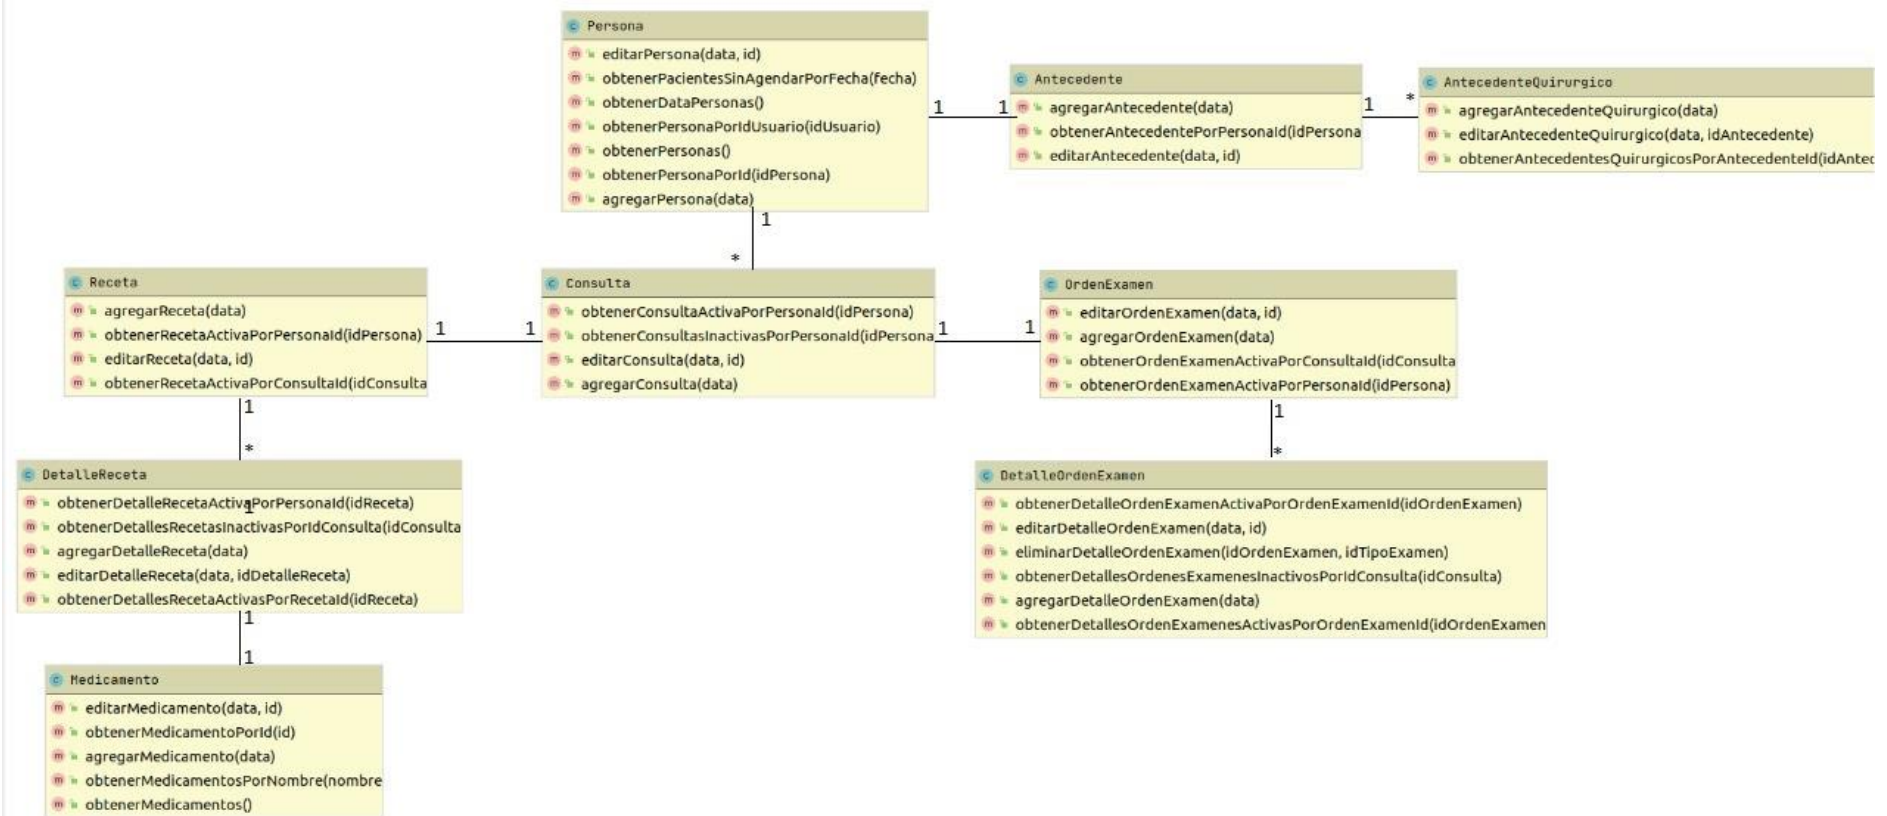 Persona
editarPersona(data, id)
obtenerPacientesSinAgendarPorFecha(fecha)
obtenerDataPersonas()
obtenerPersonaPorIdUsuario(idUsuario)
obtenerPersonas()
obtenerPersonaPorId(idPersona)
agregarPersona(data)
1
1
Antecedente
agregarAntecedente(data)
obtenerAntecedentePorPersonaId(idPersona
editarAntecedente(data, id)
1
*
AntecedenteQuirurgico
agregarAntecedenteQuirurgico(data)
editarAntecedenteQuirurgico(data, idAntecedente)
obtenerAntecedentesQuirurgicosPorAntecedenteId(idAntec
1
*
Receta
agregarReceta(data)
obtenerRecetaActivaPorPersonaId(idPersona)
editarReceta(data, id)
obtenerRecetaActivaPorConsultaId(idConsulta
1
1
Consulta
obtenerConsultaActivaPorPersonaId(idPersona)
obtenerConsultasInactivasPorPersonaId(idPersona
editarConsulta(data, id)
agregarConsulta(data)
1
1
OrdenExamen
editarOrdenExamen(data, id)
agregarOrdenExamen(data)
obtenerOrdenExamenActivaPorConsultaId(idConsulta
obtenerOrdenExamenActivaPorPersonaId(idPersona)
1
*
DetalleReceta
obtenerDetalleRecetaActivaPorPersonaId(idReceta)
1
obtenerDetallesRecetasInactivasPorIdConsulta(idConsulta
agregarDetalleReceta(data)
editarDetalleReceta(data, idDetalleReceta)
obtenerDetallesRecetaActivasPorRecetaId(idReceta)
1
*
DetalleOrdenExamen
obtenerDetalleOrdenExamenActivaPorOrdenExamenId(idOrdenExamen)
editarDetalleOrdenExamen(data, id)
eliminarDetalleOrdenExamen(idOrdenExamen, idTipoExamen)
obtenerDetallesOrdenesExamenesInactivosPorIdConsulta(idConsulta)
agregarDetalleOrdenExamen(data)
obtenerDetallesOrdenExamenesActivasPorOrdenExamenId(idOrdenExamen
1
1
Medicamento
editarMedicamento(data, id)
obtenerMedicamentoPorId(id)
agregarMedicamento(data)
obtenerMedicamentosPorNombre(nombre
obtenerMedicamentos()